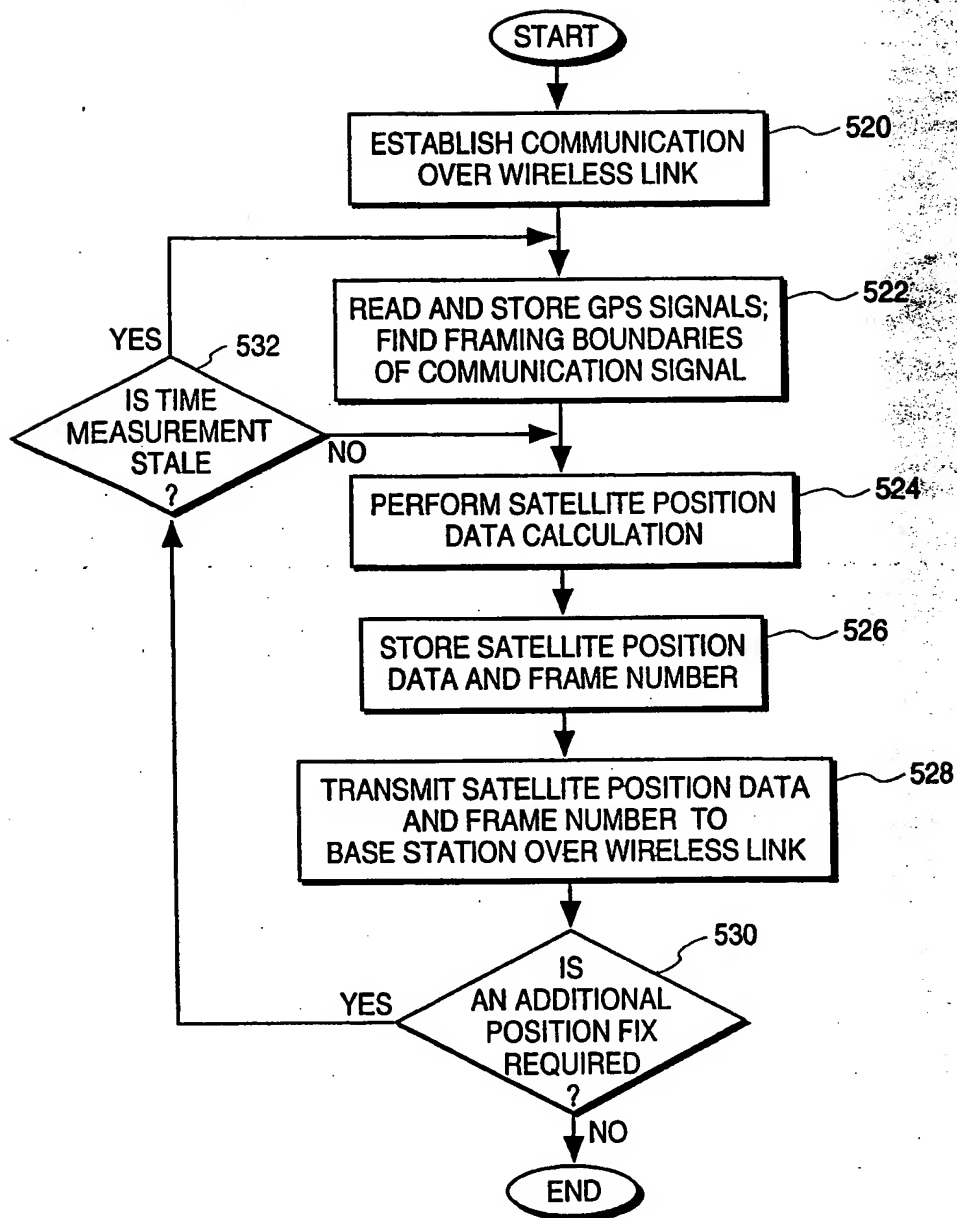 START
ESTABLISH COMMUNICATION
OVER WIRELESS LINK
520
READ AND STORE GPS SIGNALS;
FIND FRAMING BOUNDARIES
OF COMMUNICATION SIGNAL
522
YES
532
IS TIME
MEASUREMENT
STALE
?
NO
PERFORM SATELLITE POSITION
DATA CALCULATION
524
STORE SATELLITE POSITION
DATA AND FRAME NUMBER
526
TRANSMIT SATELLITE POSITION DATA
AND FRAME NUMBER TO
BASE STATION OVER WIRELESS LINK
528
530
IS
AN ADDITIONAL
POSITION FIX
REQUIRED
?
YES
NO
END